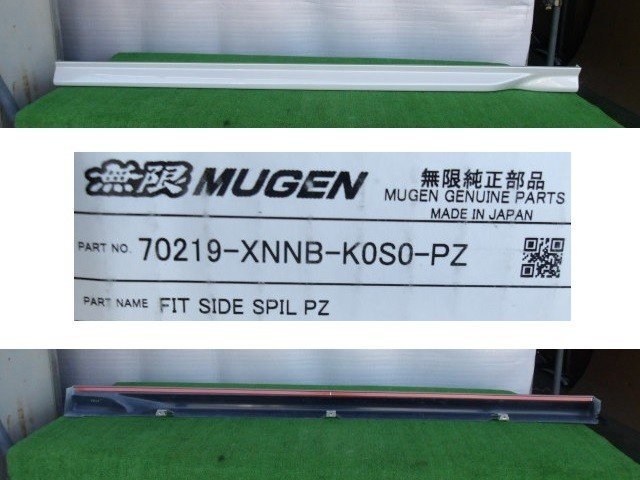 無限 MUGEN
無限純正部品
MUGEN GENUINE PARTS
MADE IN JAPAN
PART NO. 70219-XNNB-K0S0-PZ
PART NAME FIT SIDE SPIL PZ